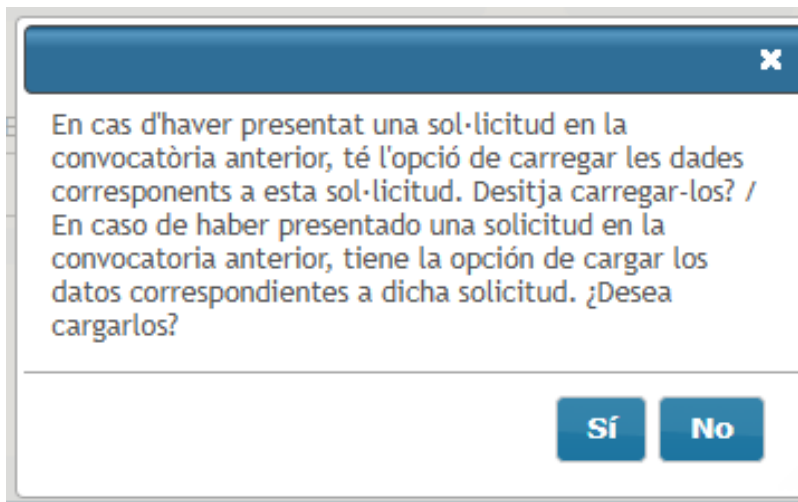 En cas d'haver presentat una sol·licitud en la
convocatòria anterior, té l'opció de carregar les dades
corresponents a esta sol·licitud. Desitja carregar-los? /
En caso de haber presentado una solicitud en la
convocatoria anterior, tiene la opción de cargar los
datos correspondientes a dicha solicitud. ¿Desea
cargarlos?
Sí No